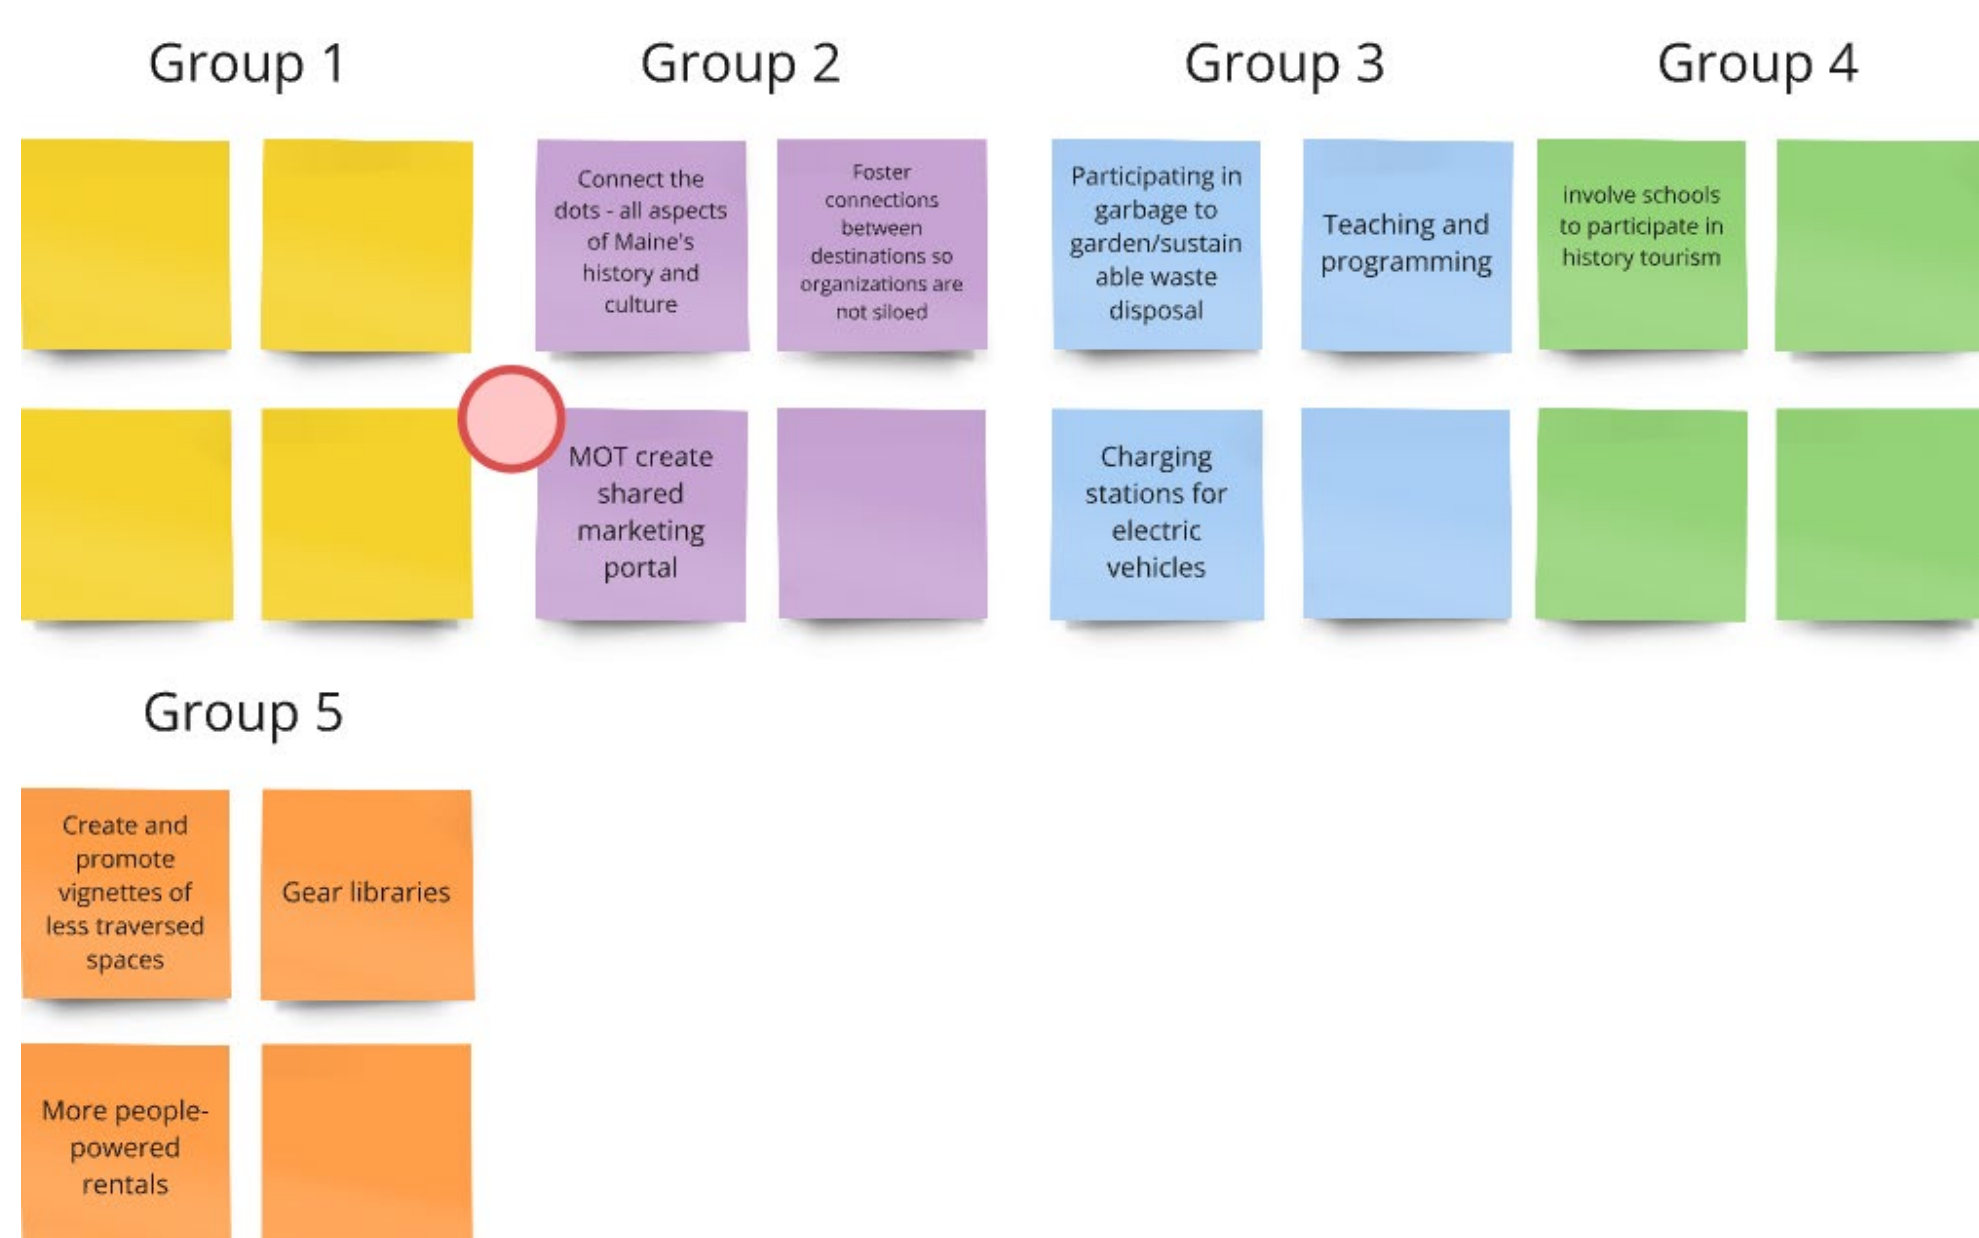 Group 1
Group 2
Group 3
Group 4
Connect the
dots - all aspects
of Maine's
history and
culture
Foster
connections
between
destinations so
organizations are
not siloed
Participating in
garbage to
garden/sustain
able waste
disposal
Teaching and
programming
involve schools
to participate in
history tourism
MOT create
shared
marketing
portal
Charging
stations for
electric
vehicles
Group 5
Create and
promote
vignettes of
less traversed
spaces
Gear libraries
More people-
powered
rentals